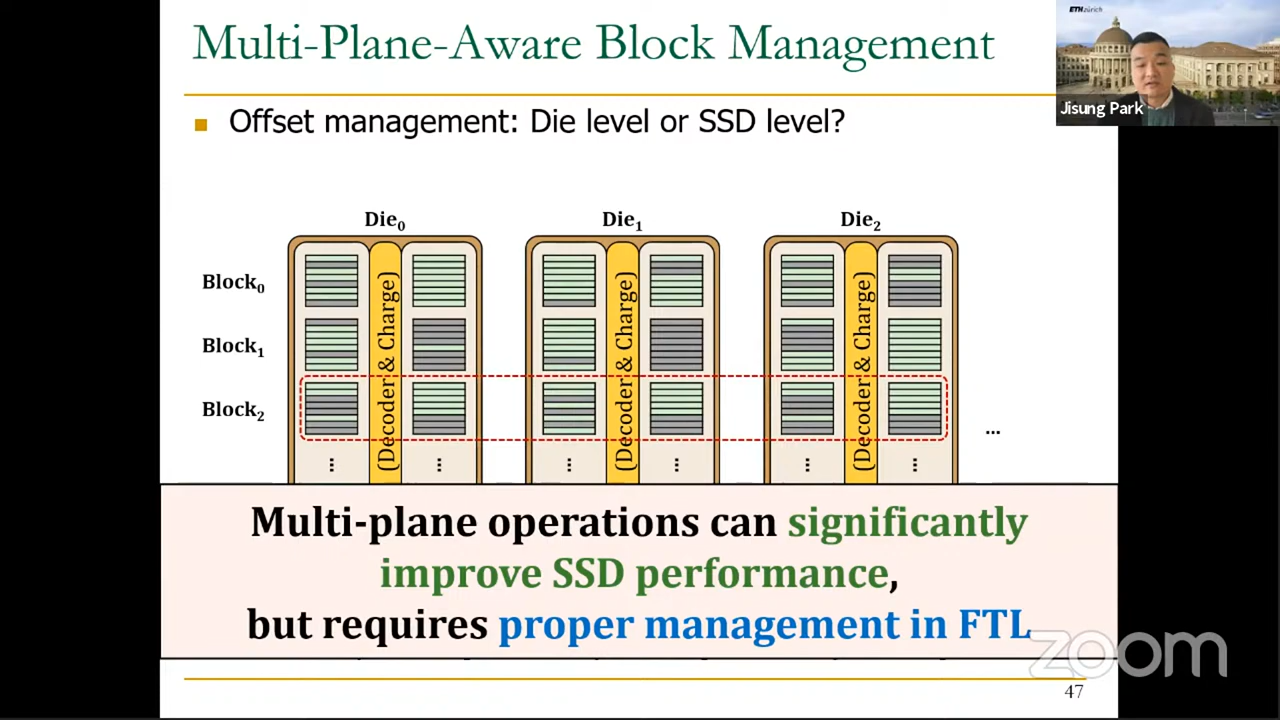 Multi-Plane-Aware Block Management
ETH zürich
Jisung Park
Offset management: Die level or SSD level?
Die0
Die1
Die2
Block0
Block1
Block2
(Decoder & Charge)
(Decoder & Charge)
(Decoder & Charge)
...
Multi-plane operations can significantly
improve SSD performance,
but requires proper management in FTL
zoom
47